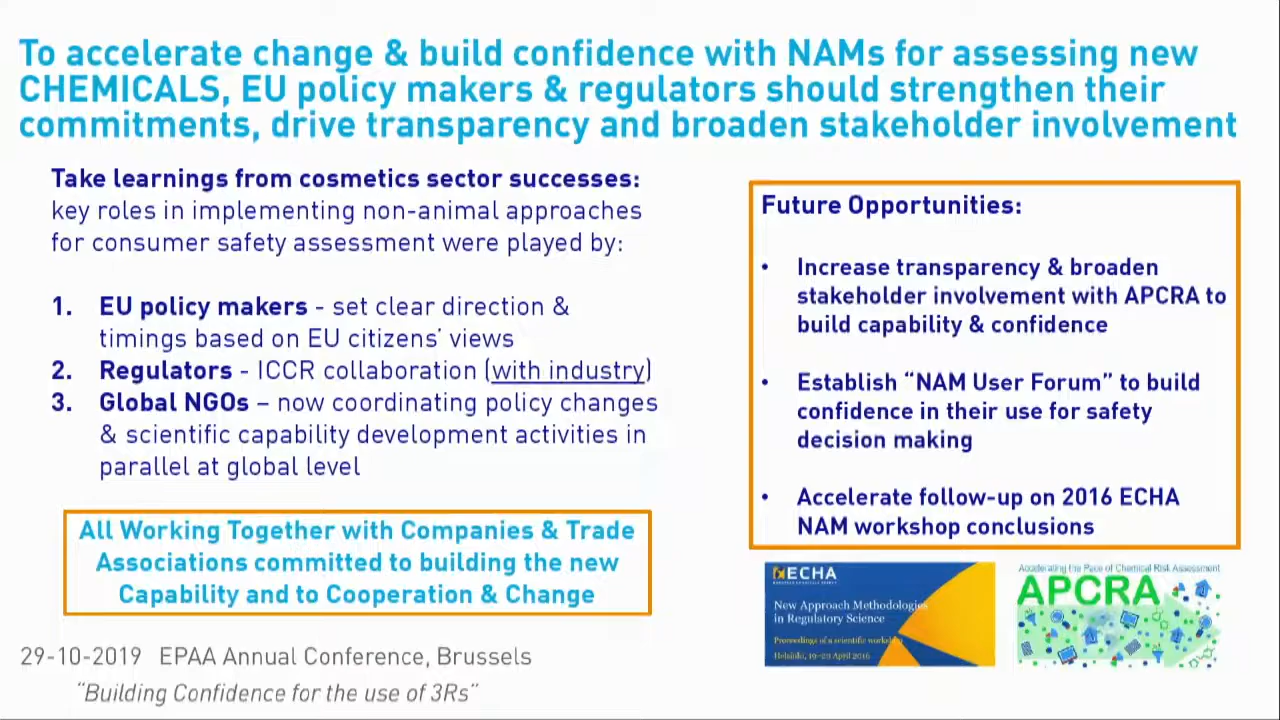 To accelerate change & build confidence with NAMs for assessing new
CHEMICALS, EU policy makers & regulators should strengthen their
commitments, drive transparency and broaden stakeholder involvement
Take learnings from cosmetics sector successes:
key roles in implementing non-animal approaches
for consumer safety assessment were played by:
1. EU policy makers - set clear direction &
timings based on EU citizens' views
2. Regulators - ICCR collaboration (with industry)
3. Global NGOs – now coordinating policy changes
& scientific capability development activities in
parallel at global level
All Working Together with Companies & Trade
Associations committed to building the new
Capability and to Cooperation & Change
Future Opportunities:
• Increase transparency & broaden
stakeholder involvement with APCRA to
build capability & confidence
• Establish “NAM User Forum” to build
confidence in their use for safety
decision making
• Accelerate follow-up on 2016 ECHA
NAM workshop conclusions
ECHA
New Approach Methodologies
in Regulatory Science
Proceedings of a scientific workshop
Helsinki, 19–20 April 2016
Accelerating the Pace of Chemical Risk Assessment
APCRA
29-10-2019 EPAA Annual Conference, Brussels
“Building Confidence for the use of 3Rs”